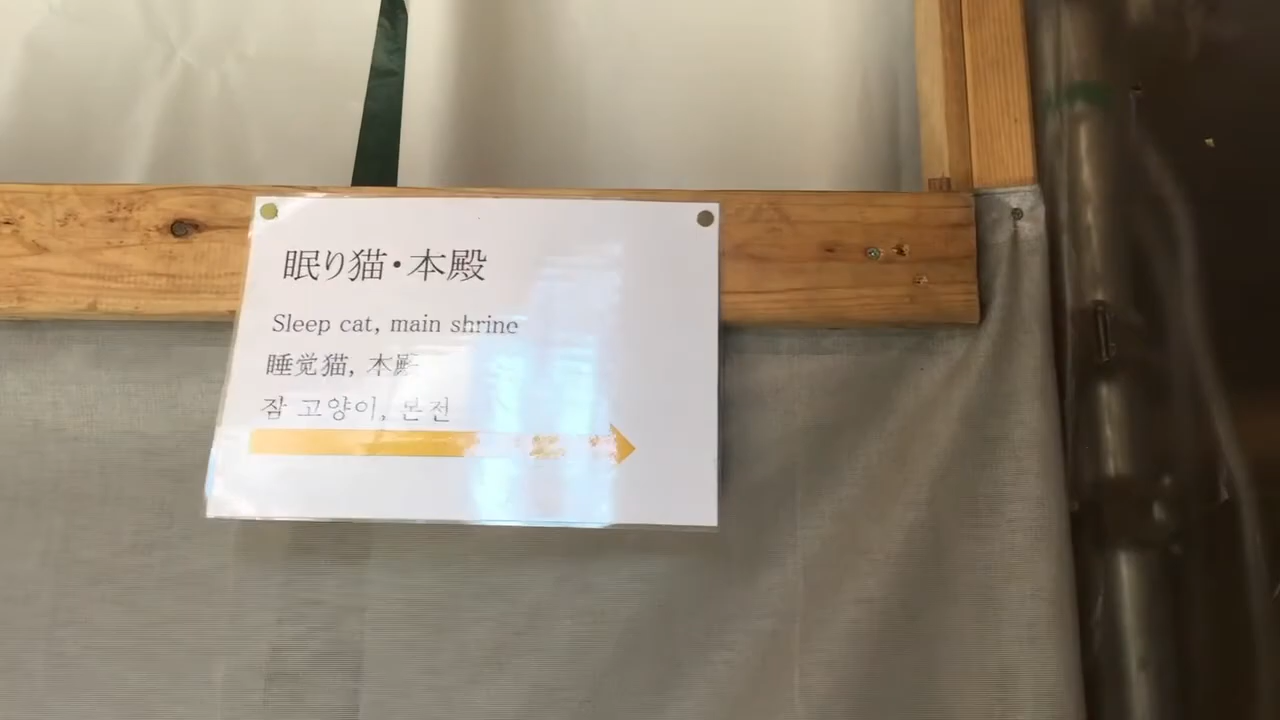 眠り猫・本殿
Sleep cat, main shrine
睡觉猫, 本殿
잠 고양이, 본전